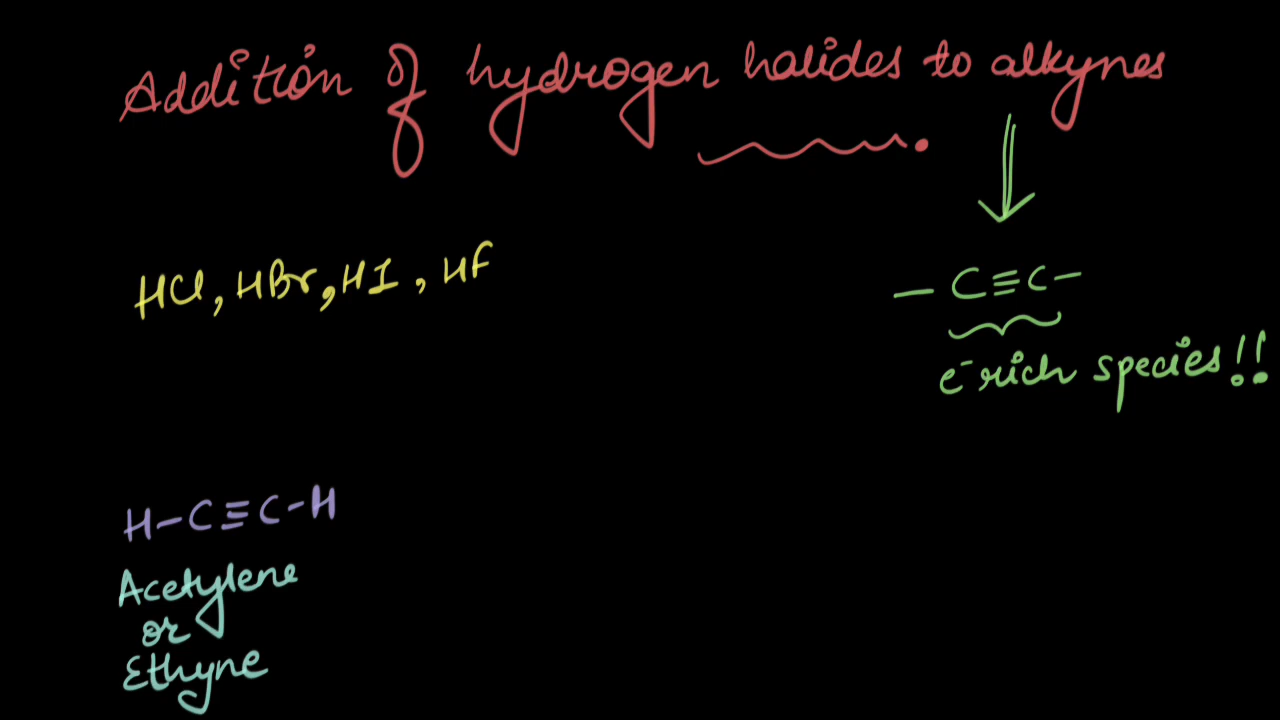 Addition of hydrogen halides to alkynes
HCl, HBr, HI, HF
— C≡C —
e⁻ rich species!!
H–C≡C–H
Acetylene
or
Ethyne